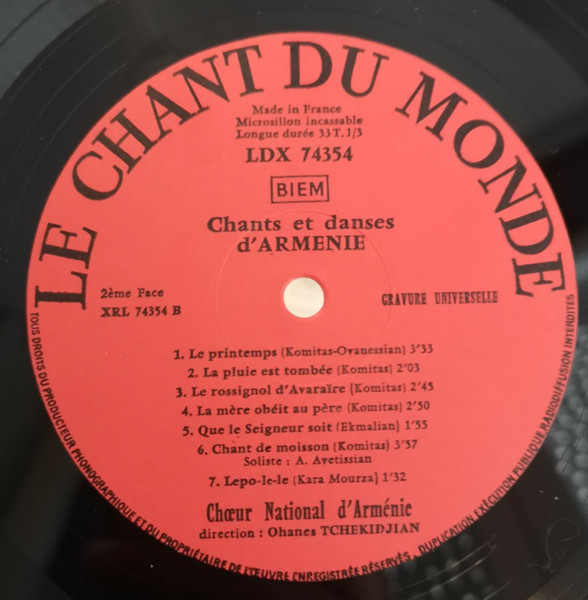 LE CHANT DU MONDE
Made in France
Microsillon incassable
Longue durée 33 T. 1/3
LDX 74354
BIEM
Chants et danses
d'ARMENIE
2ème Face
XRL 74354 B
GRAVURE UNIVERSELLE
1. Le printemps (Komitas-Ovanessian) 3'33
2. La pluie est tombée (Komitas) 2'03
3. Le rossignol d'Avaraïre (Komitas) 2'45
4. La mère obéit au père (Komitas) 2'50
5. Que le Seigneur soit (Ekmalian) 1'55
6. Chant de moisson (Komitas) 3'57
Soliste : A. Avetissian
7. Lepo-le-le (Kara Mourza) 1'32
Chœur National d'Arménie
direction : Ohanes TCHEKIDJIAN
TOUS DROITS DU PRODUCTEUR PHONOGRAPHIQUE ET DU PROPRIÉTAIRE DE L'ŒUVRE ENREGISTRÉE RÉSERVÉS. DUPLICATION EXÉCUTION PUBLIQUE RADIODIFFUSION INTERDITES